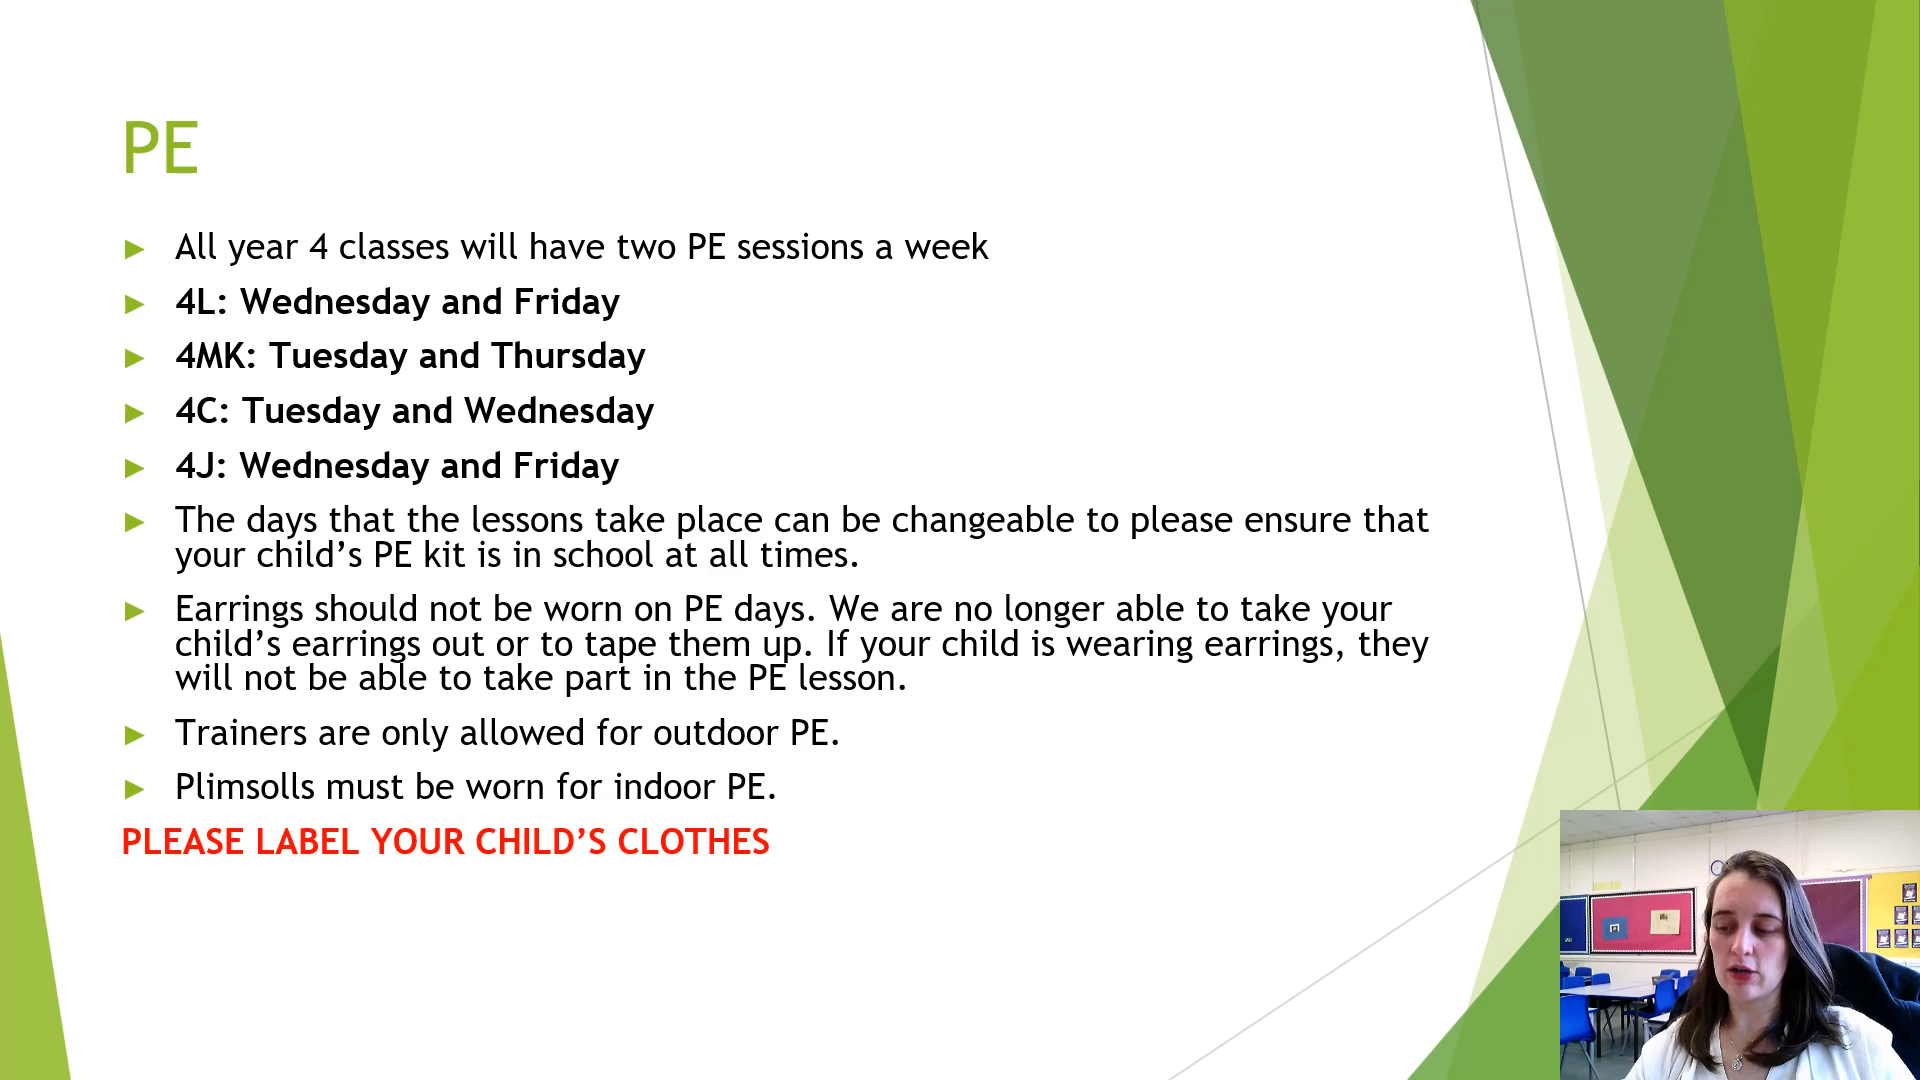 PE
All year 4 classes will have two PE sessions a week
4L: Wednesday and Friday
4MK: Tuesday and Thursday
4C: Tuesday and Wednesday
4J: Wednesday and Friday
The days that the lessons take place can be changeable to please ensure that
your child’s PE kit is in school at all times.
Earrings should not be worn on PE days. We are no longer able to take your
child’s earrings out or to tape them up. If your child is wearing earrings, they
will not be able to take part in the PE lesson.
Trainers are only allowed for outdoor PE.
Plimsolls must be worn for indoor PE.
PLEASE LABEL YOUR CHILD’S CLOTHES